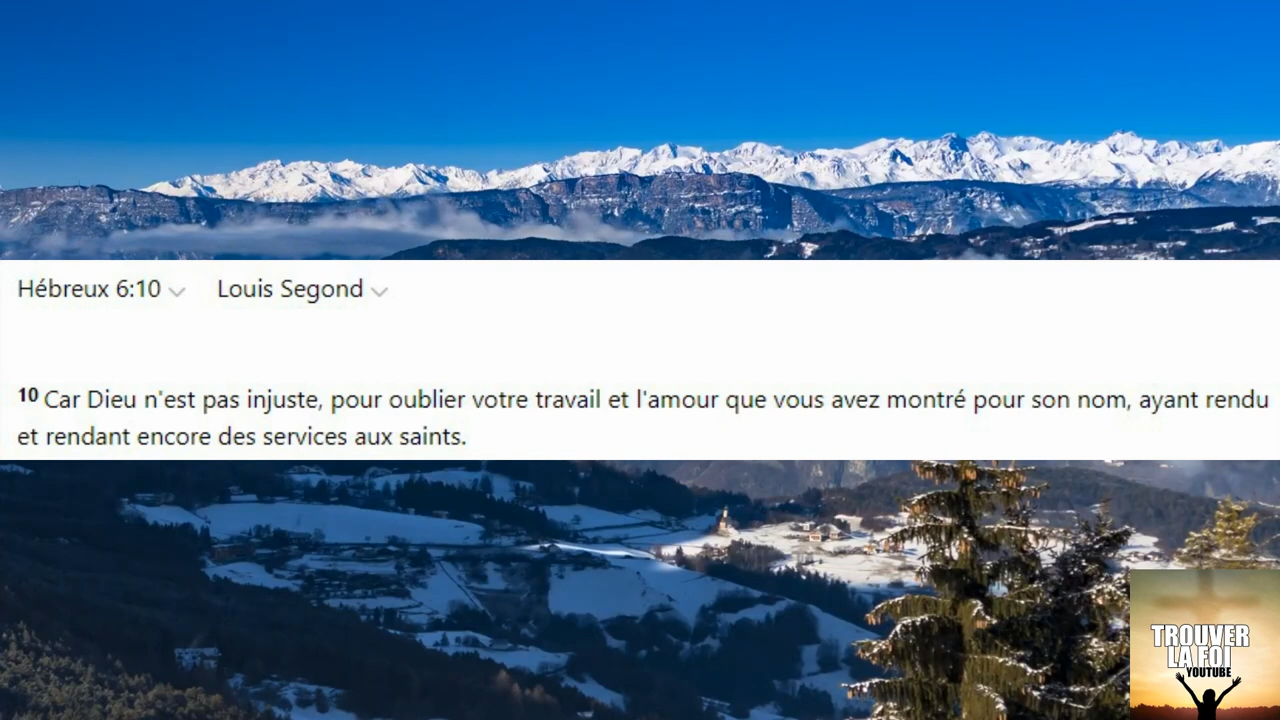 Hébreux 6:10 Louis Segond
10 Car Dieu n'est pas injuste, pour oublier votre travail et l'amour que vous avez montré pour son nom, ayant rendu
et rendant encore des services aux saints.
TROUVER
LA FOI
YOUTUBE